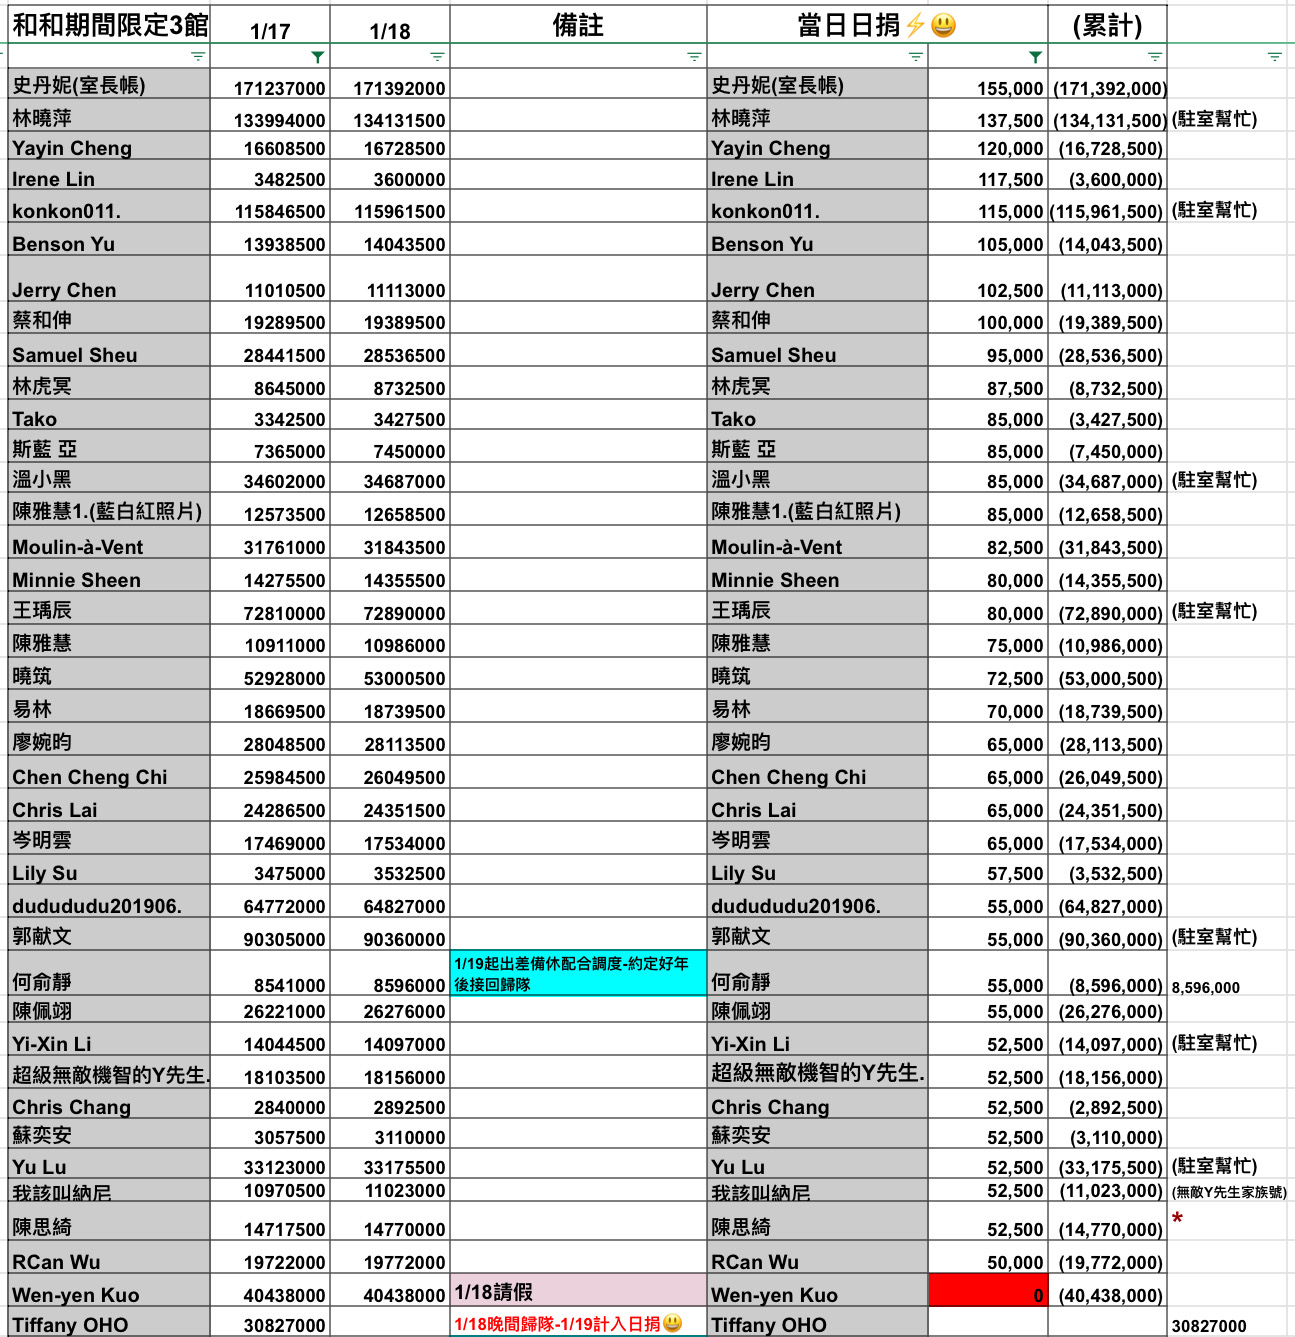 和和期間限定3館 1/17 1/18 備註 當日日捐⚡😃 (累計)
史丹妮(室長帳) 171237000 171392000 史丹妮(室長帳) 155,000 (171,392,000)
林曉萍 133994000 134131500 林曉萍 137,500 (134,131,500) (駐室幫忙)
Yayin Cheng 16608500 16728500 Yayin Cheng 120,000 (16,728,500)
Irene Lin 3482500 3600000 Irene Lin 117,500 (3,600,000)
konkon011. 115846500 115961500 konkon011. 115,000 (115,961,500) (駐室幫忙)
Benson Yu 13938500 14043500 Benson Yu 105,000 (14,043,500)
Jerry Chen 11010500 11113000 Jerry Chen 102,500 (11,113,000)
蔡和伸 19289500 19389500 蔡和伸 100,000 (19,389,500)
Samuel Sheu 28441500 28536500 Samuel Sheu 95,000 (28,536,500)
林虎冥 8645000 8732500 林虎冥 87,500 (8,732,500)
Tako 3342500 3427500 Tako 85,000 (3,427,500)
斯藍 亞 7365000 7450000 斯藍 亞 85,000 (7,450,000)
溫小黑 34602000 34687000 溫小黑 85,000 (34,687,000) (駐室幫忙)
陳雅慧1.(藍白紅照片) 12573500 12658500 陳雅慧1.(藍白紅照片) 85,000 (12,658,500)
Moulin-à-Vent 31761000 31843500 Moulin-à-Vent 82,500 (31,843,500)
Minnie Sheen 14275500 14355500 Minnie Sheen 80,000 (14,355,500)
王瑀辰 72810000 72890000 王瑀辰 80,000 (72,890,000) (駐室幫忙)
陳雅慧 10911000 10986000 陳雅慧 75,000 (10,986,000)
曉筑 52928000 53000500 曉筑 72,500 (53,000,500)
易林 18669500 18739500 易林 70,000 (18,739,500)
廖婉昀 28048500 28113500 廖婉昀 65,000 (28,113,500)
Chen Cheng Chi 25984500 26049500 Chen Cheng Chi 65,000 (26,049,500)
Chris Lai 24286500 24351500 Chris Lai 65,000 (24,351,500)
岑明雲 17469000 17534000 岑明雲 65,000 (17,534,000)
Lily Su 3475000 3532500 Lily Su 57,500 (3,532,500)
dudududu201906. 64772000 64827000 dudududu201906. 55,000 (64,827,000)
郭献文 90305000 90360000 郭献文 55,000 (90,360,000) (駐室幫忙)
1/19起出差備休配合調度-約定好年
何俞靜 8541000 8596000 後接回歸隊 何俞靜 55,000 (8,596,000) 8,596,000
陳佩翊 26221000 26276000 陳佩翊 55,000 (26,276,000)
Yi-Xin Li 14044500 14097000 Yi-Xin Li 52,500 (14,097,000) (駐室幫忙)
超級無敵機智的Y先生. 18103500 18156000 超級無敵機智的Y先生. 52,500 (18,156,000)
Chris Chang 2840000 2892500 Chris Chang 52,500 (2,892,500)
蘇奕安 3057500 3110000 蘇奕安 52,500 (3,110,000)
Yu Lu 33123000 33175500 Yu Lu 52,500 (33,175,500) (駐室幫忙)
我該叫納尼 10970500 11023000 我該叫納尼 52,500 (11,023,000) (無敵Y先生家族號)
陳思綺 14717500 14770000 陳思綺 52,500 (14,770,000) *
RCan Wu 19722000 19772000 RCan Wu 50,000 (19,772,000)
Wen-yen Kuo 40438000 40438000 1/18請假 Wen-yen Kuo 0 (40,438,000)
Tiffany OHO 30827000 1/18晚間歸隊-1/19計入日捐😃 Tiffany OHO 30827000